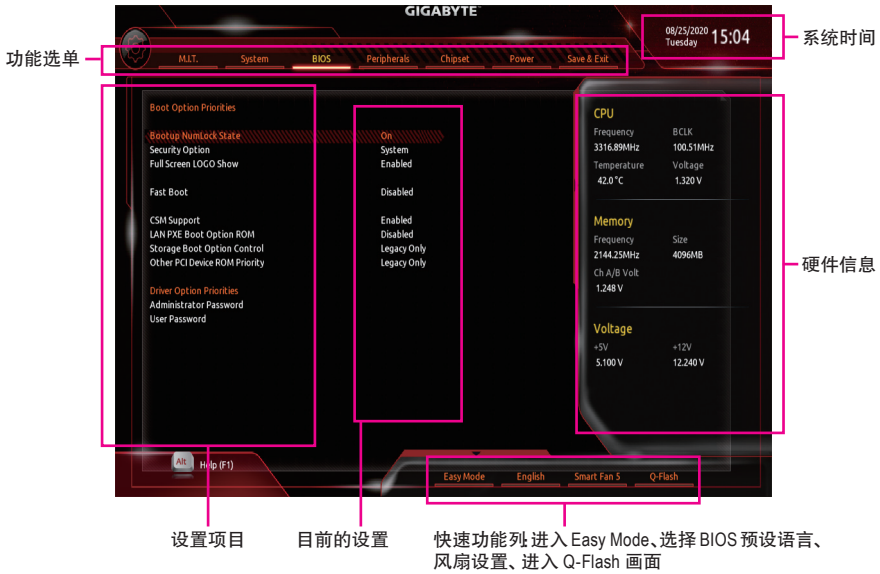 GIGABYTE
08/25/2020
Tuesday 15:04
系统时间
功能选单
M.I.T. System BIOS Peripherals Chipset Power Save & Exit
Boot Option Priorities
Bootup NumLock State On
Security Option System
Full Screen LOGO Show Enabled
Fast Boot Disabled
CSM Support Enabled
LAN PXE Boot Option ROM Disabled
Storage Boot Option Control Legacy Only
Other PCI Device ROM Priority Legacy Only
Driver Option Priorities
Administrator Password
User Password
CPU
Frequency BCLK
3316.89MHz 100.51MHz
Temperature Voltage
42.0 °C 1.320 V
Memory
Frequency Size
2144.25MHz 4096MB
Ch A/B Volt
1.248 V
Voltage
+5V +12V
5.100 V 12.240 V
硬件信息
Alt Help (F1)
Easy Mode English Smart Fan 5 Q-Flash
设置项目
目前的设置
快速功能列:进入 Easy Mode、选择 BIOS 预设语言、
风扇设置、进入 Q-Flash 画面